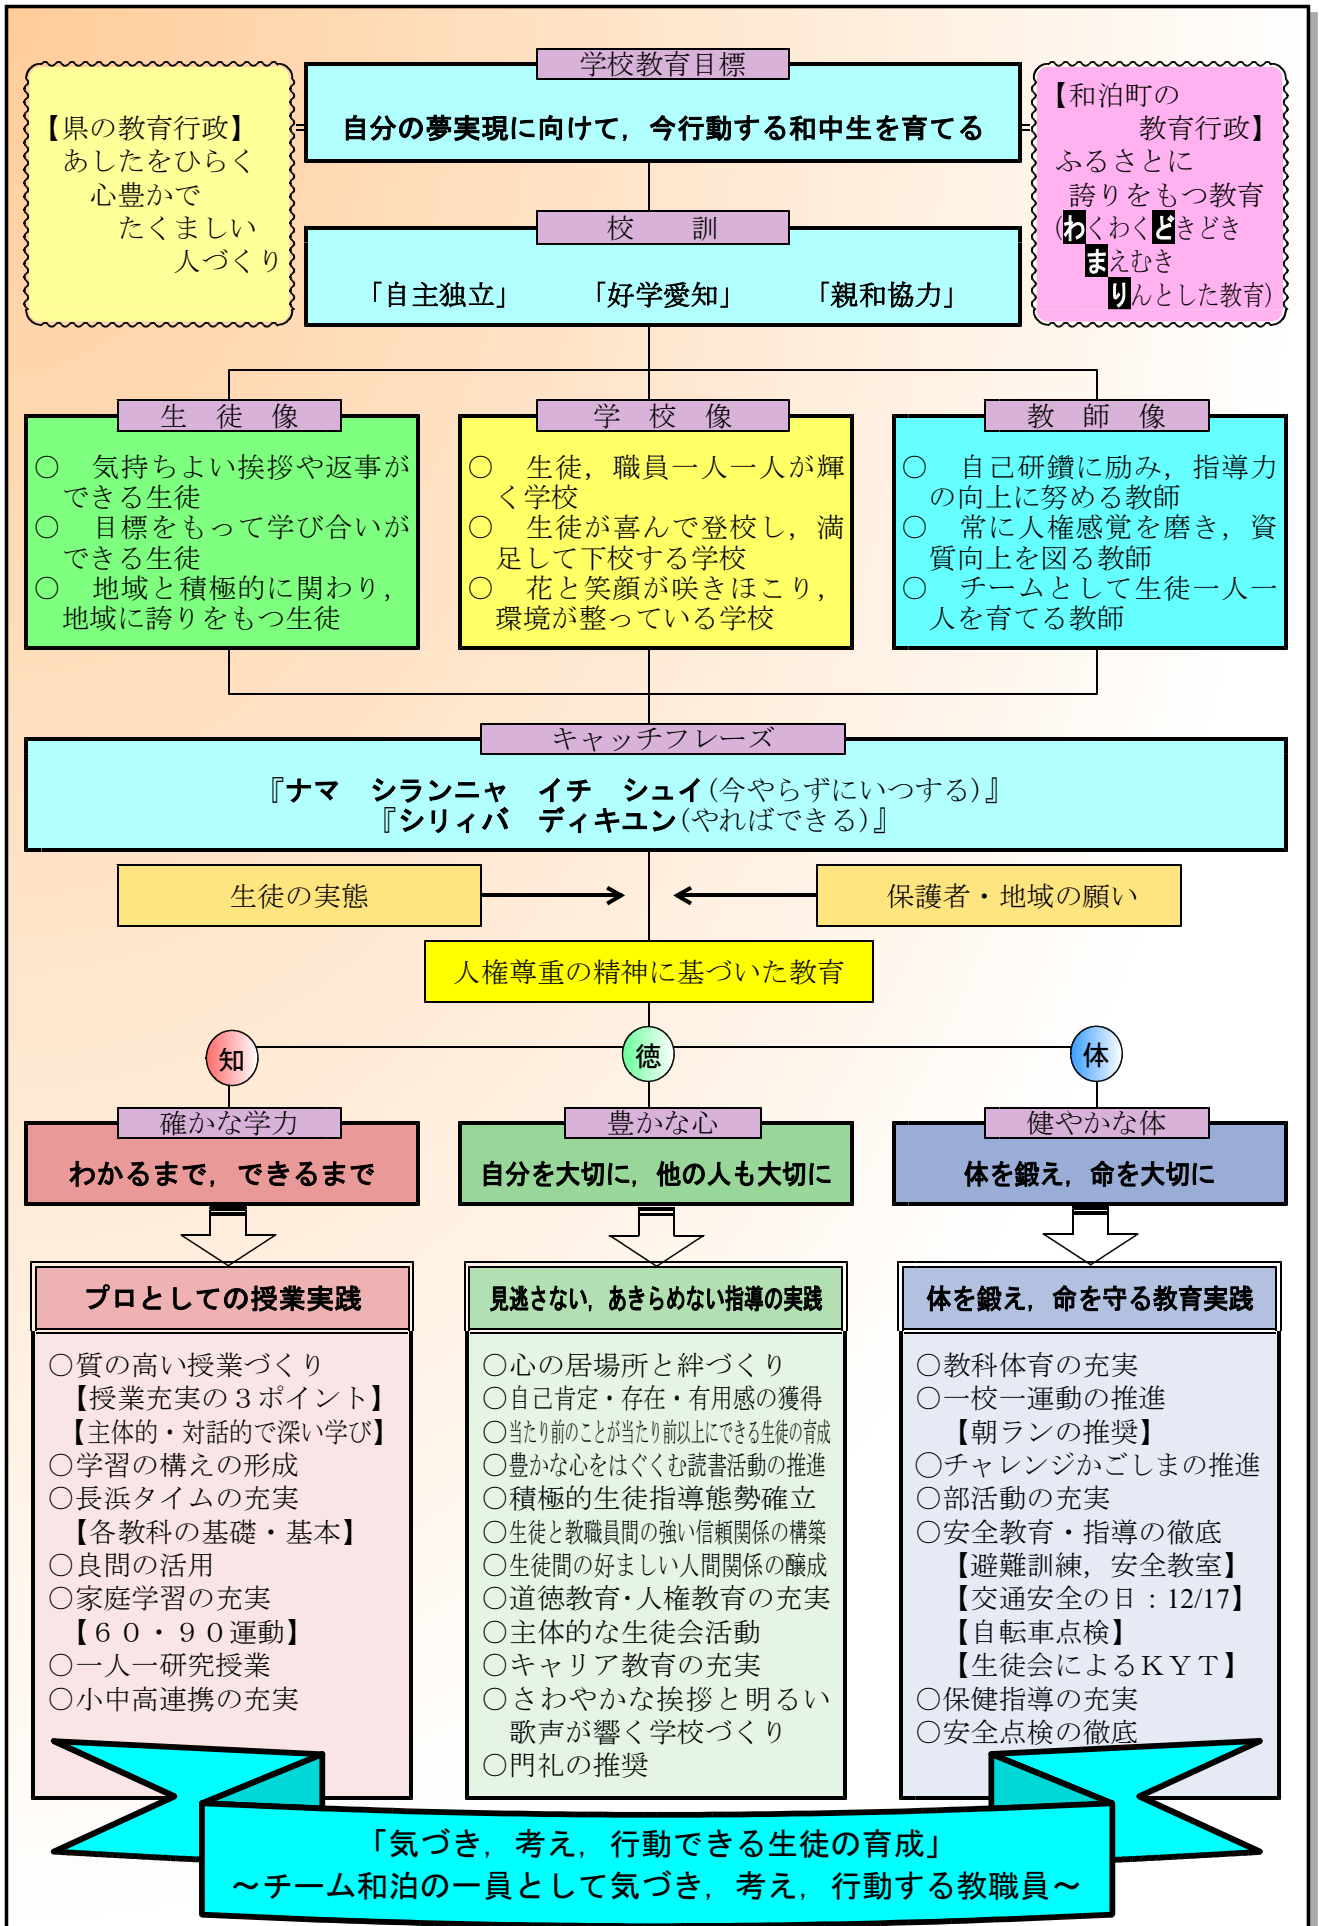 学校教育目標
自分の夢実現に向けて，今行動する和中生を育てる
【県の教育行政】
あしたをひらく
心豊かで
たくましい
人づくり
【和泊町の
教育行政】
ふるさとに
誇りをもつ教育
(わくわくどきどき
まえむき
りんとした教育)
校　訓
「自主独立」　「好学愛知」　「親和協力」
生　徒　像
○　気持ちよい挨拶や返事が
できる生徒
○　目標をもって学び合いが
できる生徒
○　地域と積極的に関わり，
地域に誇りをもつ生徒
学　校　像
○　生徒，職員一人一人が輝
く学校
○　生徒が喜んで登校し，満
足して下校する学校
○　花と笑顔が咲きほこり，
環境が整っている学校
教　師　像
○　自己研鑽に励み，指導力
の向上に努める教師
○　常に人権感覚を磨き，資
質向上を図る教師
○　チームとして生徒一人一
人を育てる教師
キャッチフレーズ
『ナマ　シランニャ　イチ　シュイ(今やらずにいつする)』
『シリィバ　ディキユン(やればできる)』
生徒の実態
保護者・地域の願い
人権尊重の精神に基づいた教育
知
徳
体
確かな学力
わかるまで，できるまで
豊かな心
自分を大切に，他の人も大切に
健やかな体
体を鍛え，命を大切に
プロとしての授業実践
○質の高い授業づくり
【授業充実の３ポイント】
【主体的・対話的で深い学び】
○学習の構えの形成
○長浜タイムの充実
【各教科の基礎・基本】
○良問の活用
○家庭学習の充実
【６０・９０運動】
○一人一研究授業
○小中高連携の充実
見逃さない，あきらめない指導の実践
○心の居場所と絆づくり
○自己肯定・存在・有用感の獲得
○当たり前のことが当たり前以上にできる生徒の育成
○豊かな心をはぐくむ読書活動の推進
○積極的生徒指導態勢確立
○生徒と教職員間の強い信頼関係の構築
○生徒間の好ましい人間関係の醸成
○道徳教育・人権教育の充実
○主体的な生徒会活動
○キャリア教育の充実
○さわやかな挨拶と明るい
歌声が響く学校づくり
○門礼の推奨
体を鍛え，命を守る教育実践
○教科体育の充実
○一校一運動の推進
【朝ランの推奨】
○チャレンジかごしまの推進
○部活動の充実
○安全教育・指導の徹底
【避難訓練，安全教室】
【交通安全の日：12/17】
【自転車点検】
【生徒会によるＫＹＴ】
○保健指導の充実
○安全点検の徹底
「気づき，考え，行動できる生徒の育成」
～チーム和泊の一員として気づき，考え，行動する教職員～